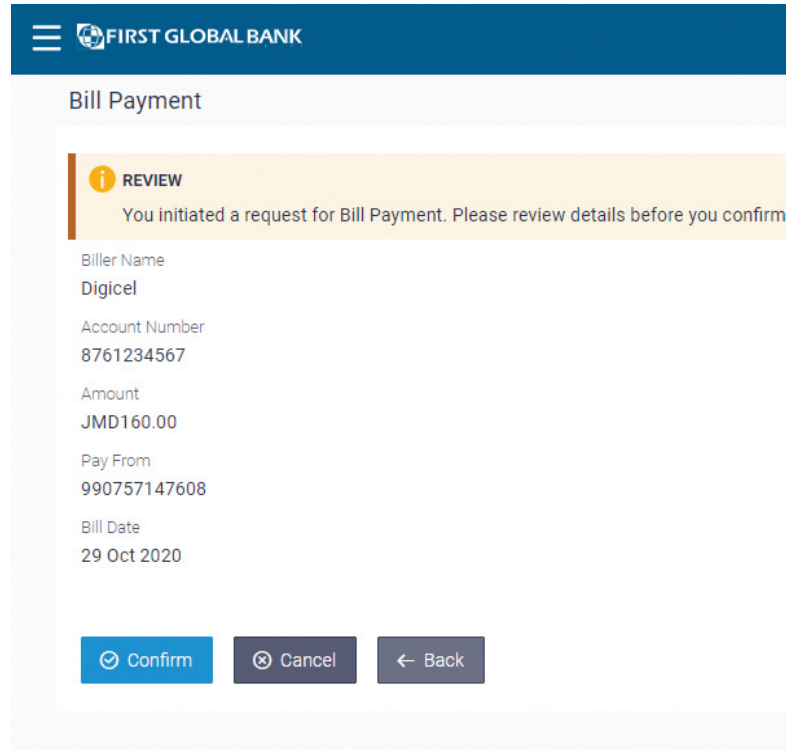 FIRST GLOBAL BANK
Bill Payment
REVIEW
You initiated a request for Bill Payment. Please review details before you confirm
Biller Name
Digicel
Account Number
8761234567
Amount
JMD160.00
Pay From
990757147608
Bill Date
29 Oct 2020
Confirm Cancel Back